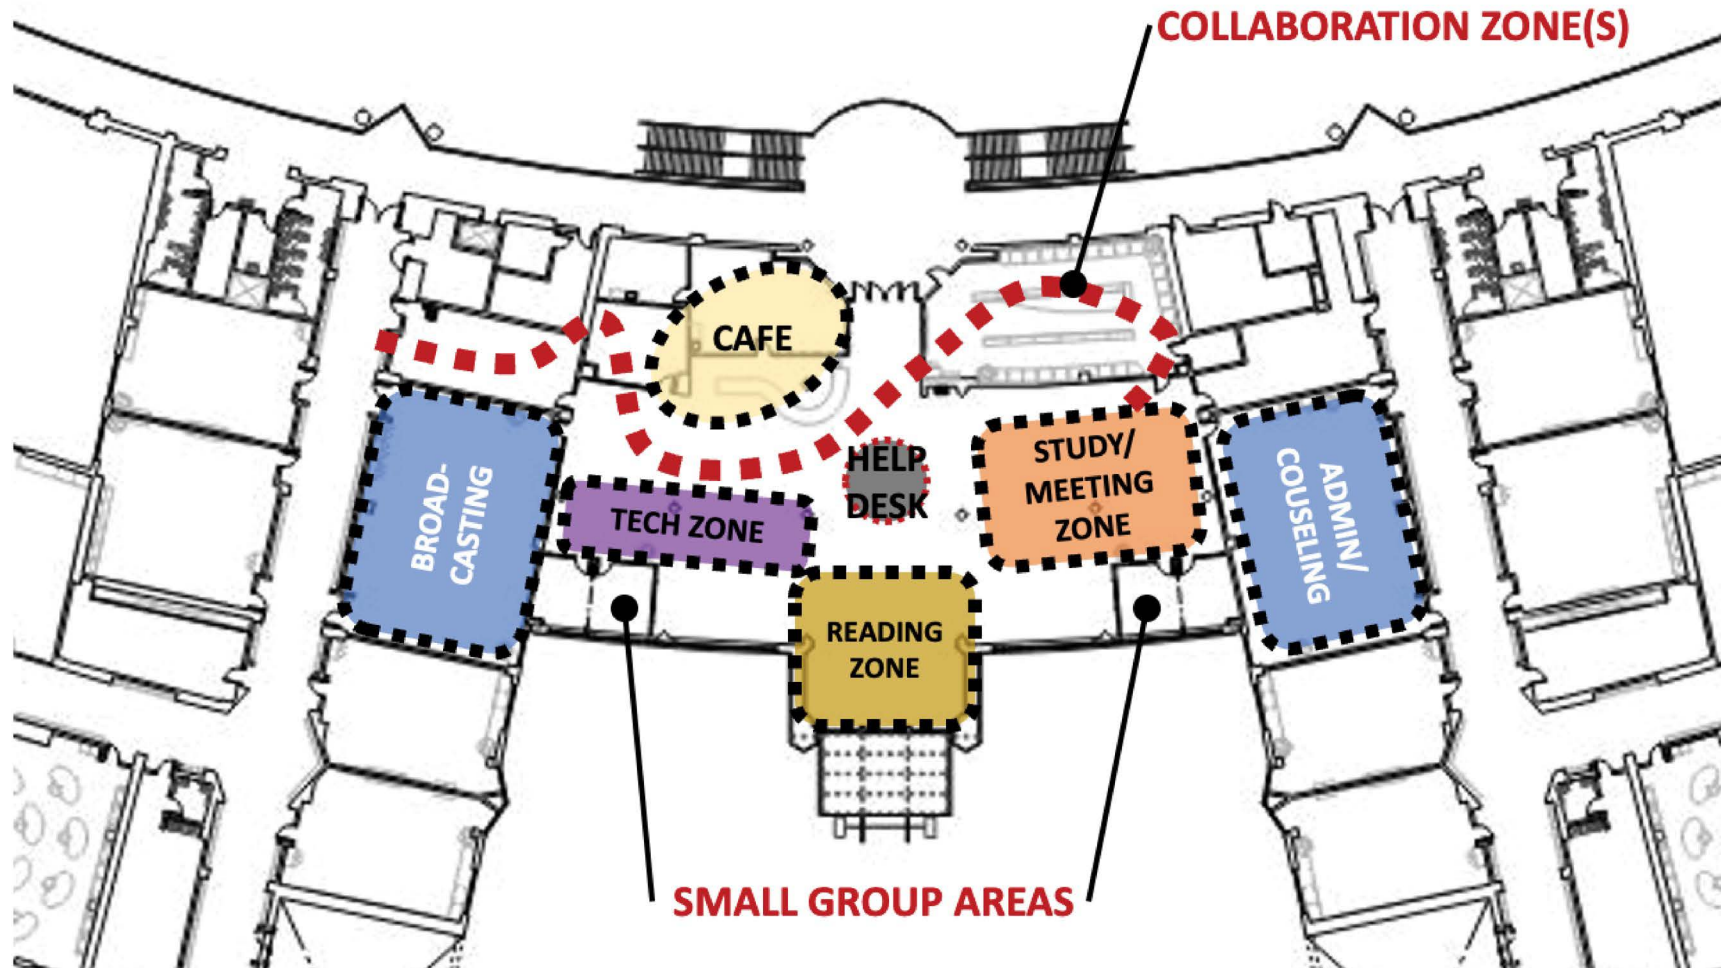 COLLABORATION ZONE(S)
CAFE
HELP
DESK
STUDY/
MEETING
ZONE
ADMIN/
COUSELING
BROAD-
CASTING
TECH ZONE
READING
ZONE
SMALL GROUP AREAS